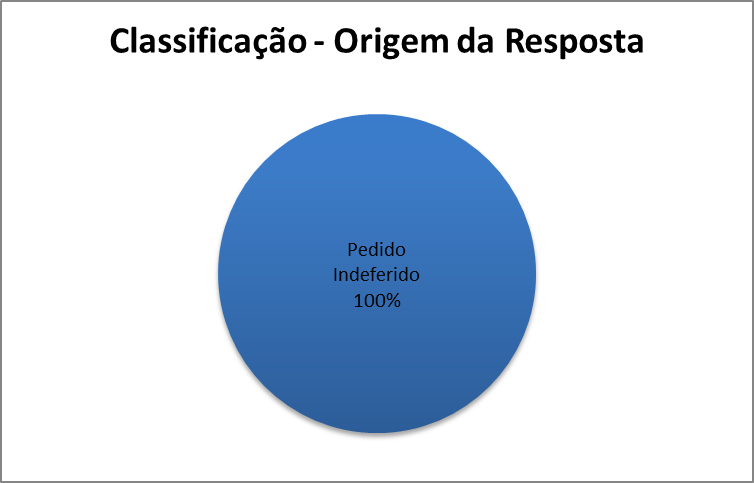 Classificação - Origem da Resposta
Pedido
Indeferido
100%